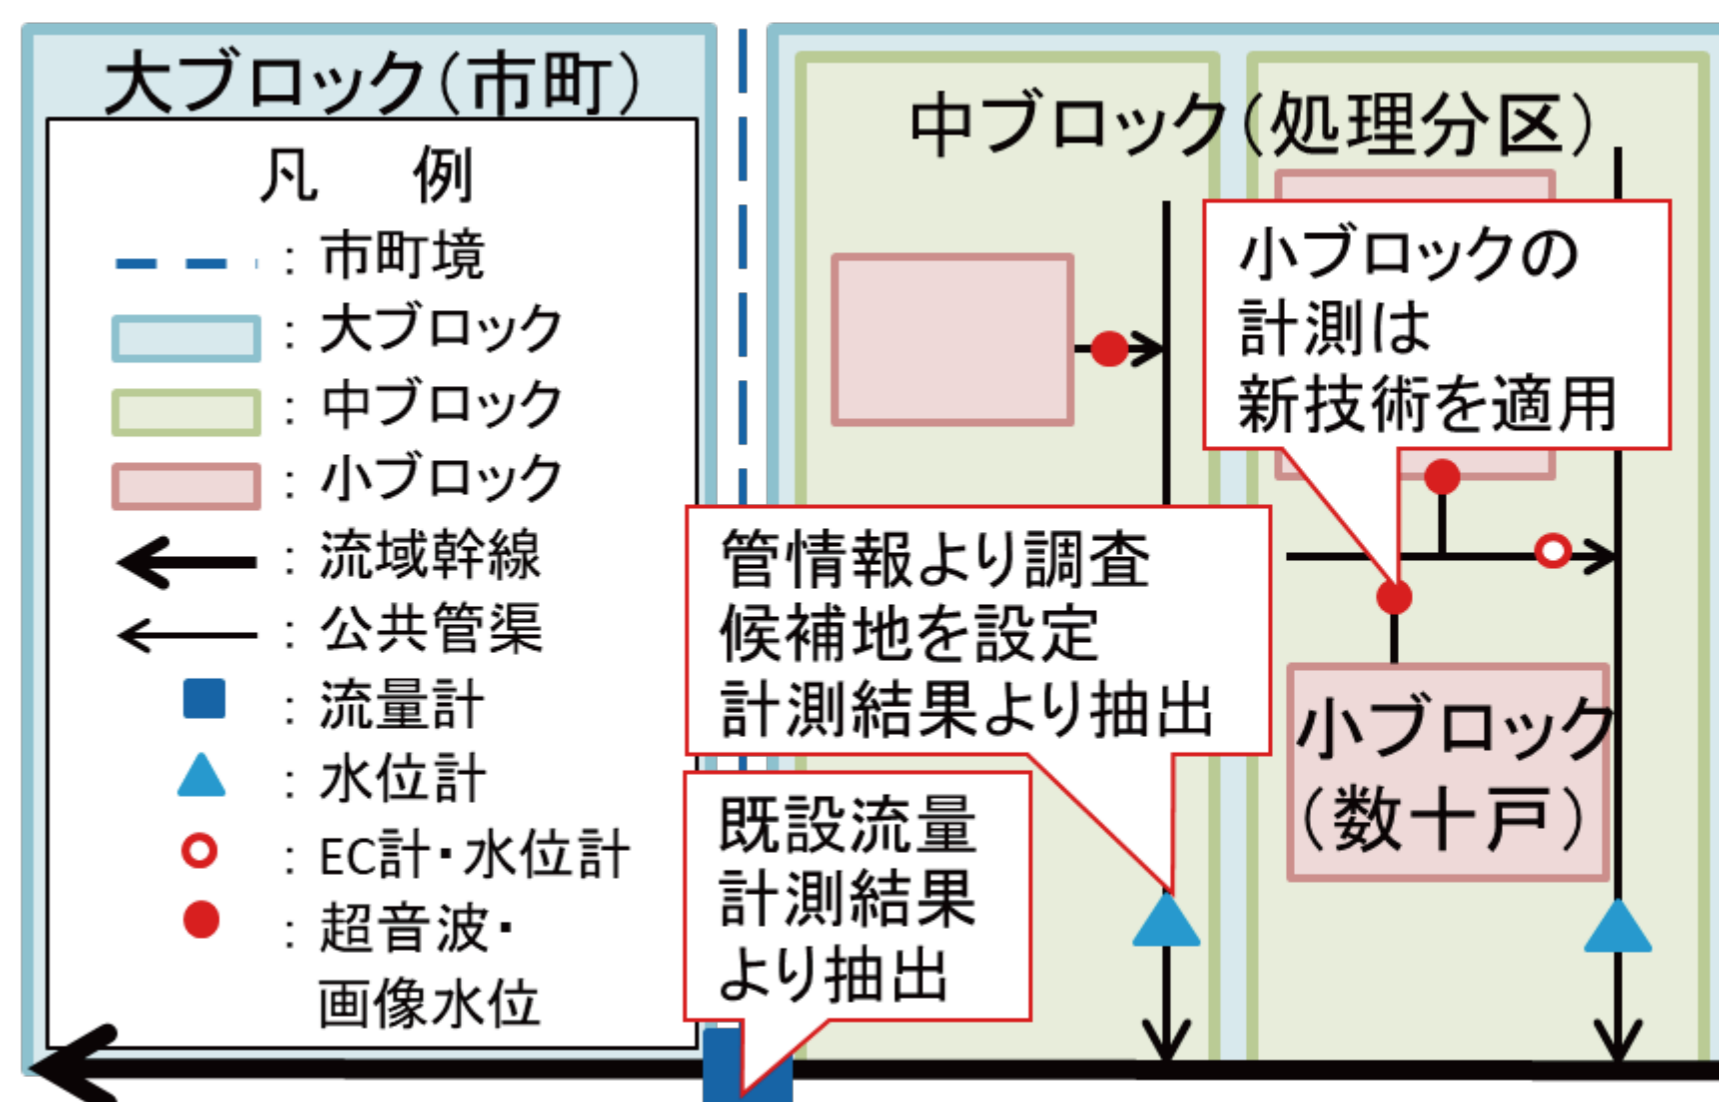 大ブロック(市町)
凡 例
:市町境
:大ブロック
:中ブロック
:小ブロック
:流域幹線
:公共管渠
:流量計
:水位計
:EC計・水位計
:超音波・
画像水位
中ブロック(処理分区)
小ブロックの
計測は
新技術を適用
管情報より調査
候補地を設定
計測結果より抽出
既設流量
計測結果
より抽出
小ブロック
(数十戸)